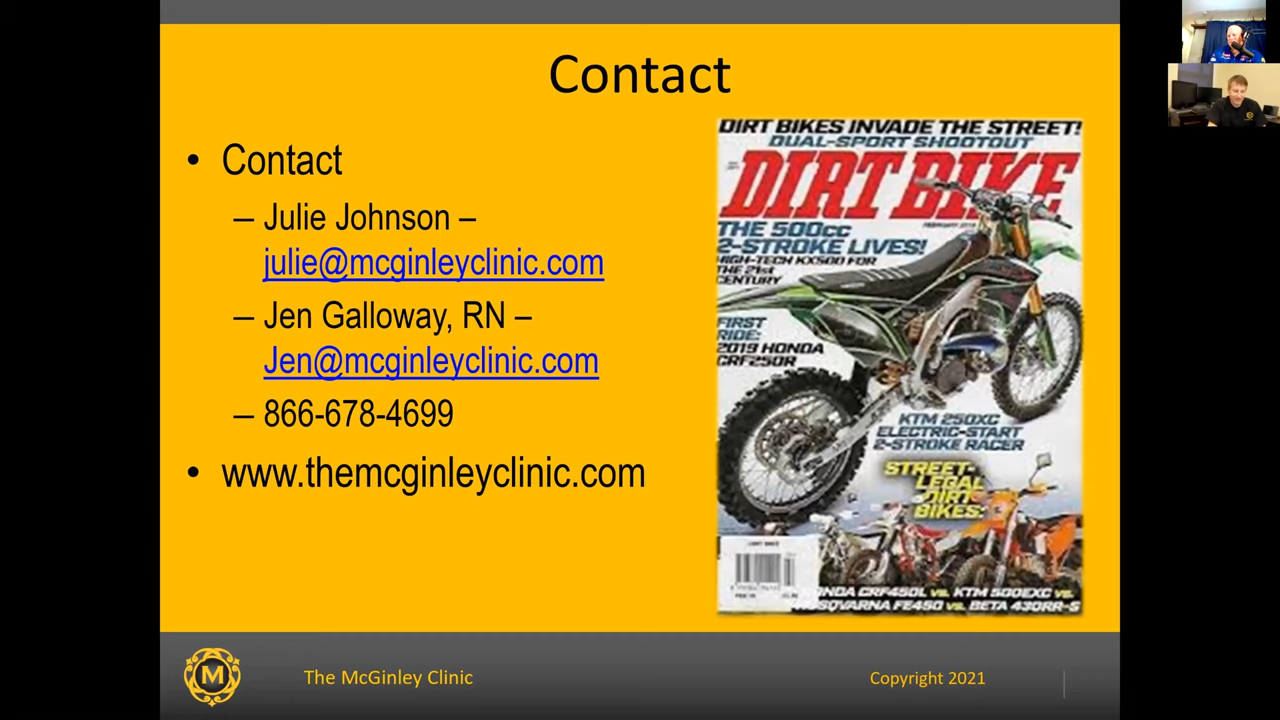 Contact
• Contact
– Julie Johnson –
julie@mcginleyclinic.com
– Jen Galloway, RN –
Jen@mcginleyclinic.com
– 866-678-4699
• www.themcginleyclinic.com
DIRT BIKES INVADE THE STREET!
DUAL-SPORT SHOOTOUT
DIRT BIKE
THE 500cc
2-STROKE LIVES!
HIGH-TECH KX500 FOR
THE 21st
CENTURY
FIRST
RIDE:
2019 HONDA
CRF250R
KTM 250XC
ELECTRIC-START
2-STROKE RACER
STREET-
LEGAL
DIRT
BIKES:
HONDA CRF450L vs. KTM 500EXC vs.
HUSQVARNA FE450 vs. BETA 430RR-S
M
The McGinley Clinic
Copyright 2021